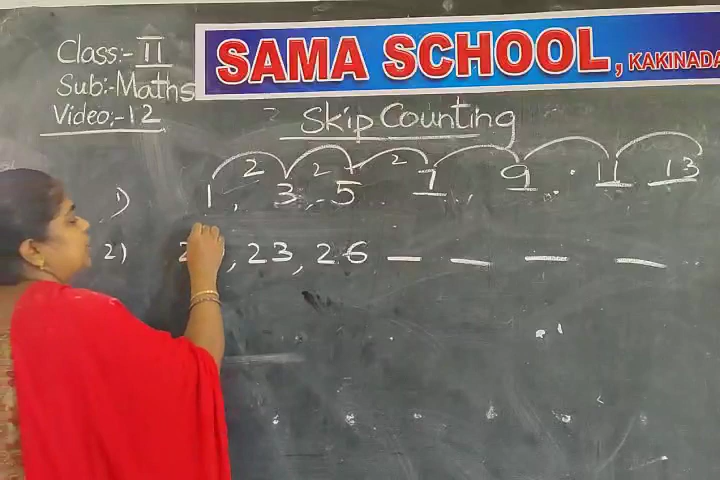 Class:- II
Sub:- Maths
Video:- 12
SAMA SCHOOL, KAKINADA
Skip Counting
2 2 2
1) 1, 3, 5, 7, 9, 11 13
2) 2 , 23, 26 _ _ _ _